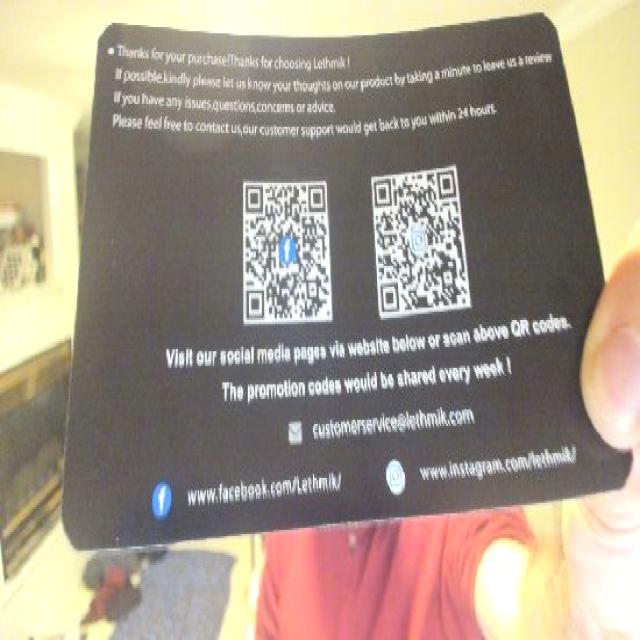 Thanks for your purchase!Thanks for choosing Lethmik !
If possible,kindly please let us know your thoughts on our product by taking a minute to leave us a review
If you have any issues,questions,concerns or advice.
Please feel free to contact us,our customer support would get back to you within 24 hours.
Visit our social media pages via website below or scan above QR codes.
The promotion codes would be shared every week !
customerservice@lethmik.com
www.facebook.com/Lethmik/
www.instagram.com/lethmik/